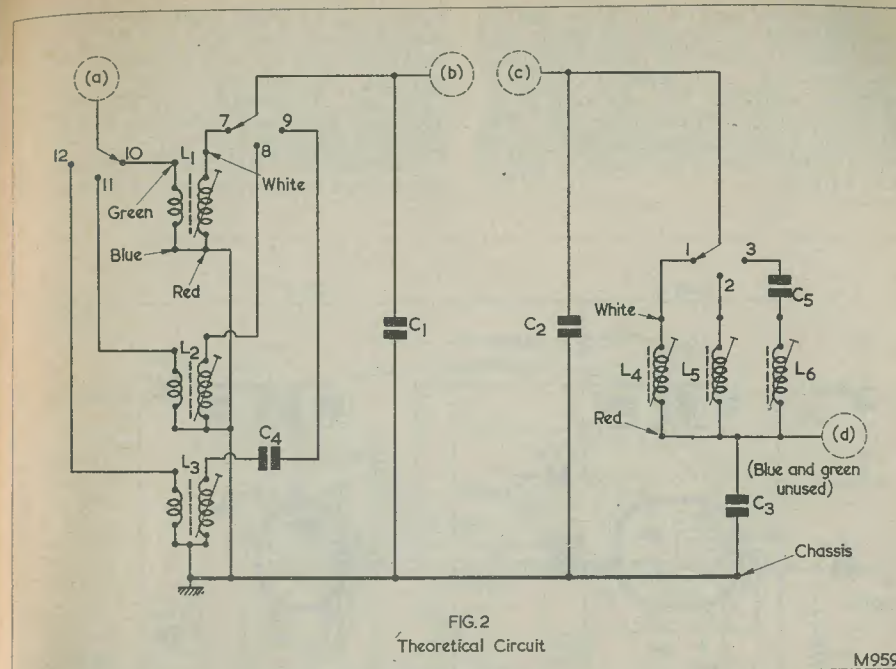 (a)
(b)
(c)
7
9
8
12
10
L1
11
White
Green
Blue
Red
1
3
2
C5
White
C1
C2
L2
L4
L5
L6
C4
Red
(d)
(Blue and green
unused)
L3
C3
Chassis
FIG.2
Theoretical Circuit
M959